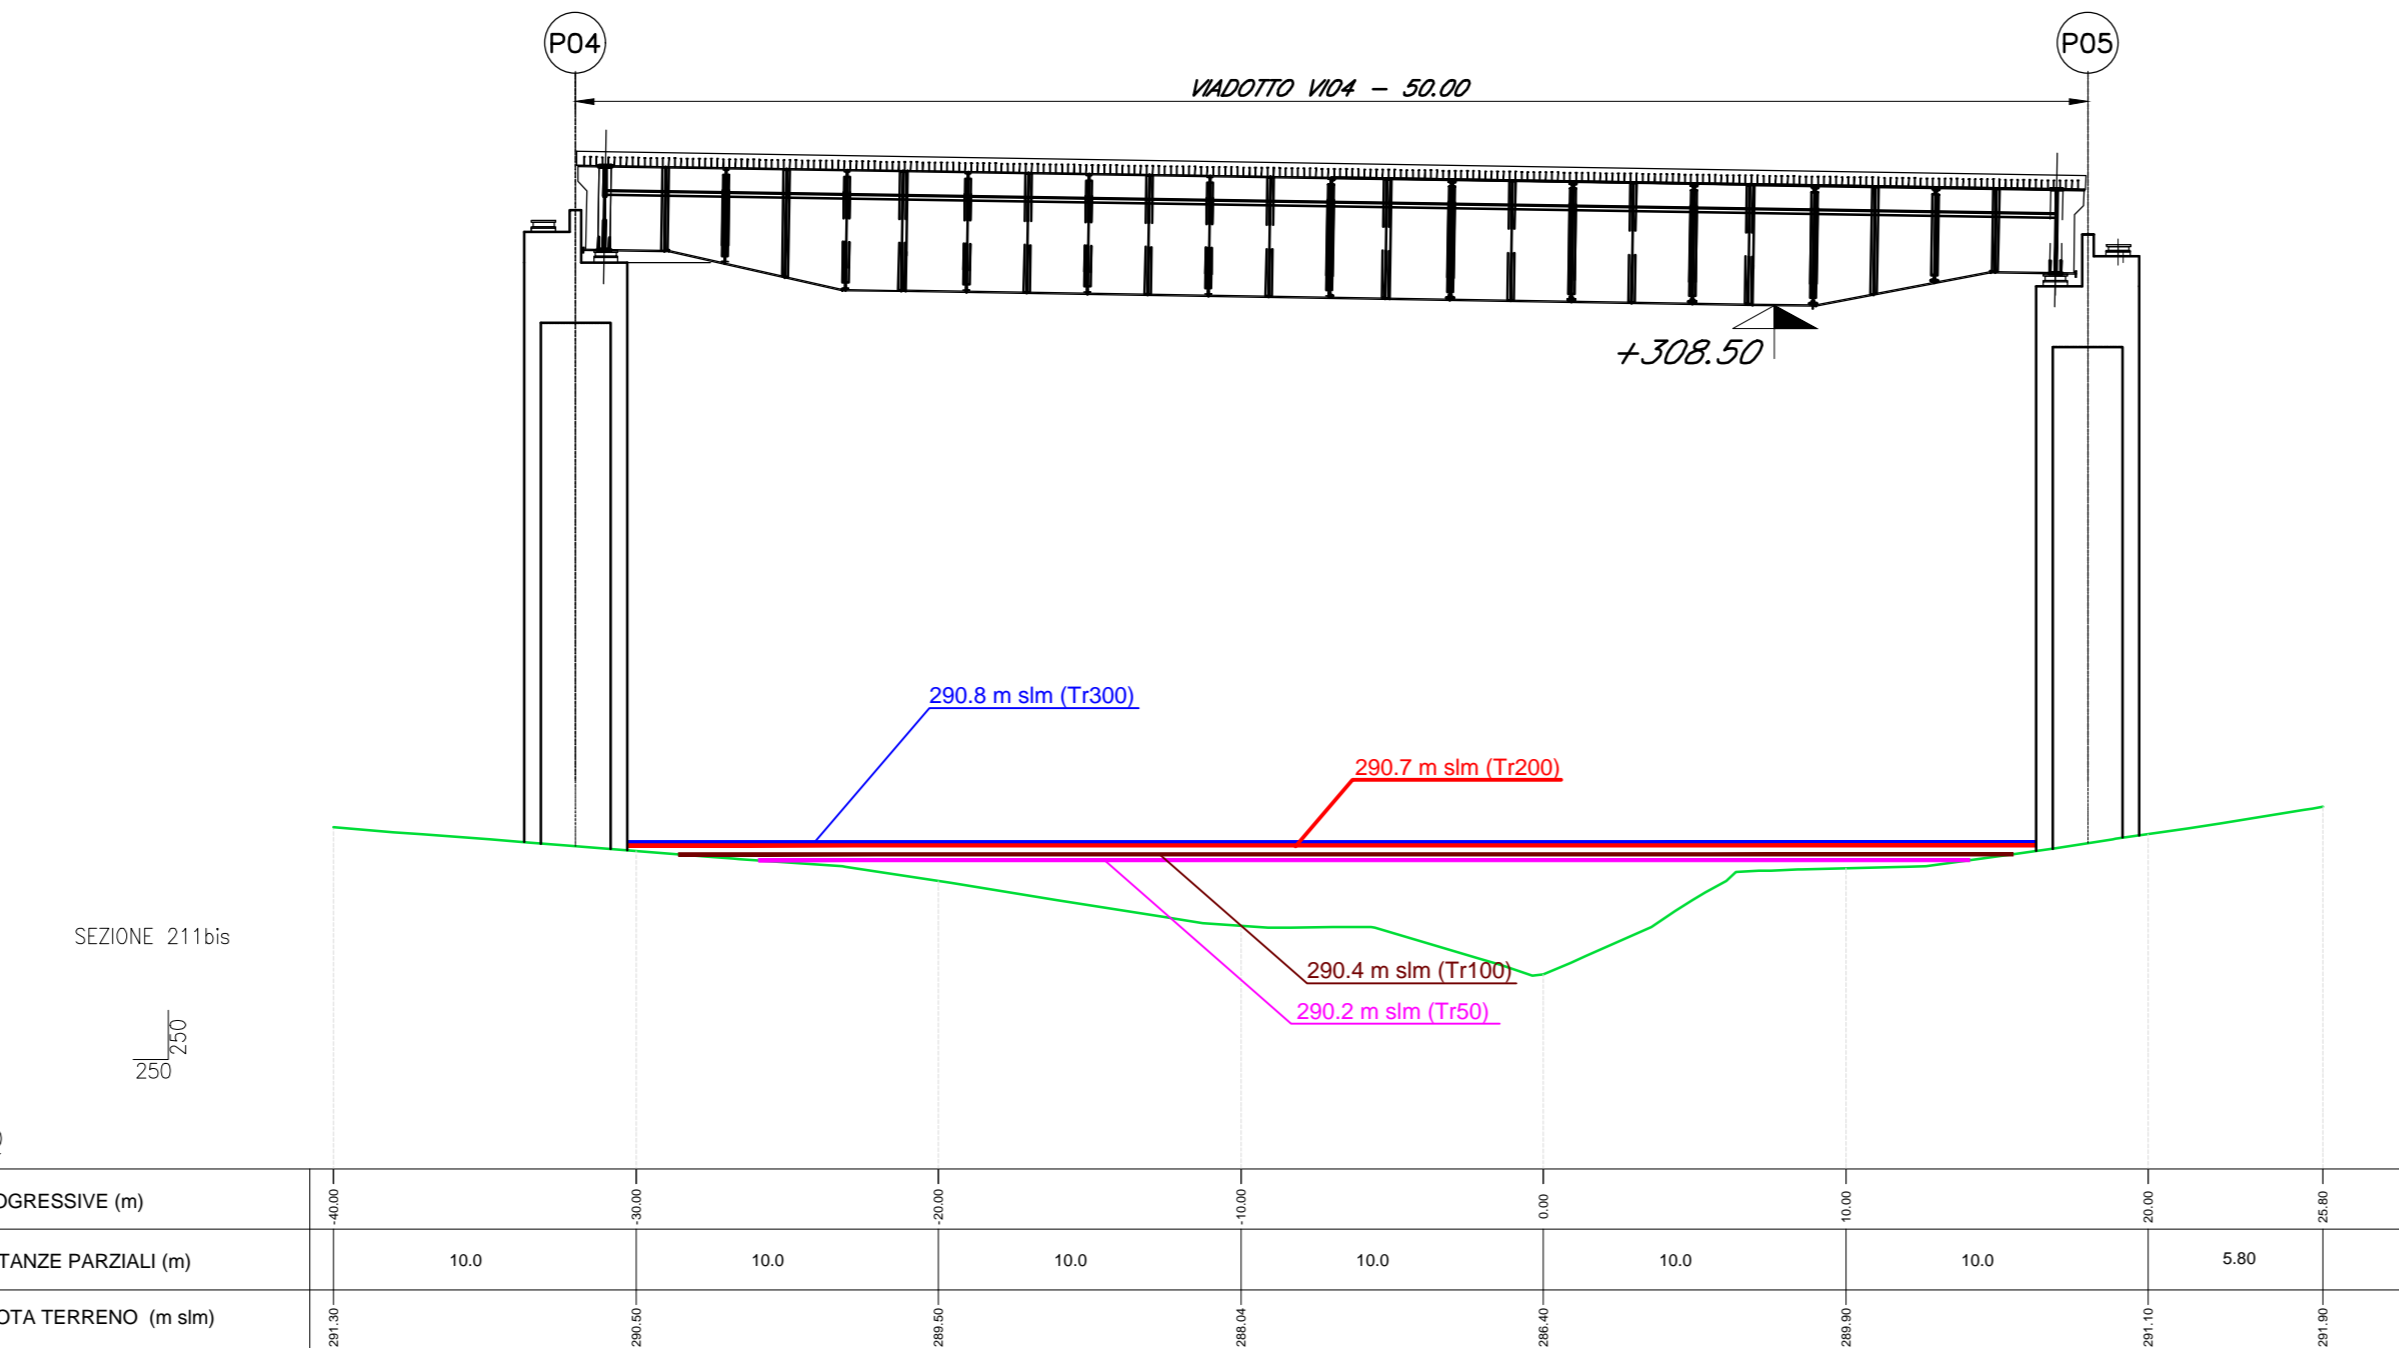 P04
P05
VIADOTTO VI04 - 50.00
+308.50
290.8 m slm (Tr300)
290.7 m slm (Tr200)
SEZIONE 211bis
290.4 m slm (Tr100)
290.2 m slm (Tr50)
250
250
OGRESSIVE (m)
-40.00 -30.00 -20.00 -10.00 0.00 10.00 20.00 25.80
TANZE PARZIALI (m)
10.0 10.0 10.0 10.0 10.0 10.0 5.80
OTA TERRENO (m slm)
291.30 290.50 289.50 288.04 286.40 289.90 291.10 291.90